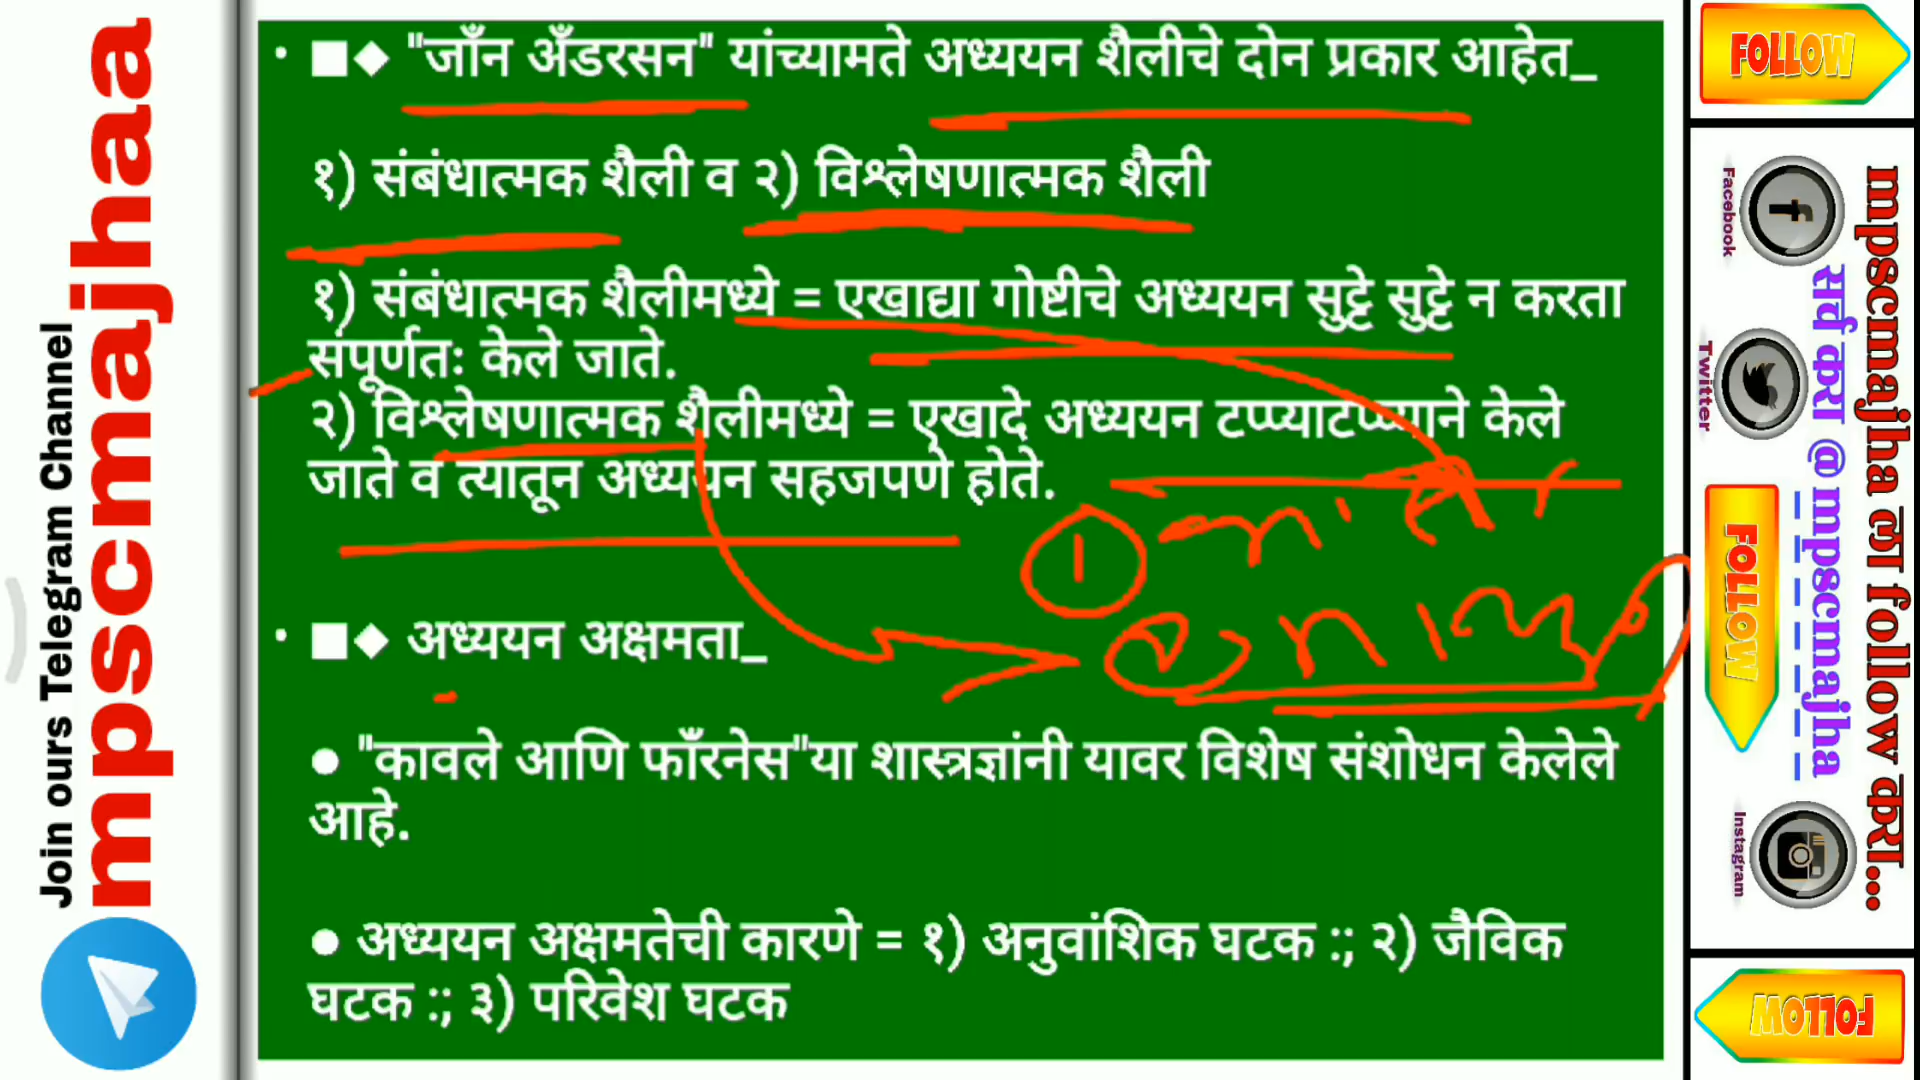 • ■◆ "जाँन अँडरसन" यांच्यामते अध्ययन शैलीचे दोन प्रकार आहेत_
१) संबंधात्मक शैली व २) विश्लेषणात्मक शैली
१) संबंधात्मक शैलीमध्ये = एखाद्या गोष्टीचे अध्ययन सुट्टे सुट्टे न करता
संपूर्णतः केले जाते.
२) विश्लेषणात्मक शैलीमध्ये = एखादे अध्ययन टप्प्याटप्प्याने केले
जाते व त्यातून अध्ययन सहजपणे होते.
• ■◆ अध्ययन अक्षमता_
● "कावले आणि फाँरनेस"या शास्त्रज्ञांनी यावर विशेष संशोधन केलेले
आहे.
● अध्ययन अक्षमतेची कारणे = १) अनुवांशिक घटक :; २) जैविक
घटक :; ३) परिवेश घटक
Join ours Telegram Channel
mpscmajhaa
FOLLOW
mpscmajha ला follow करा...
सर्व करा @mpscmajha
Facebook
Twitter
Instagram
FOLLOW
FOLLOW